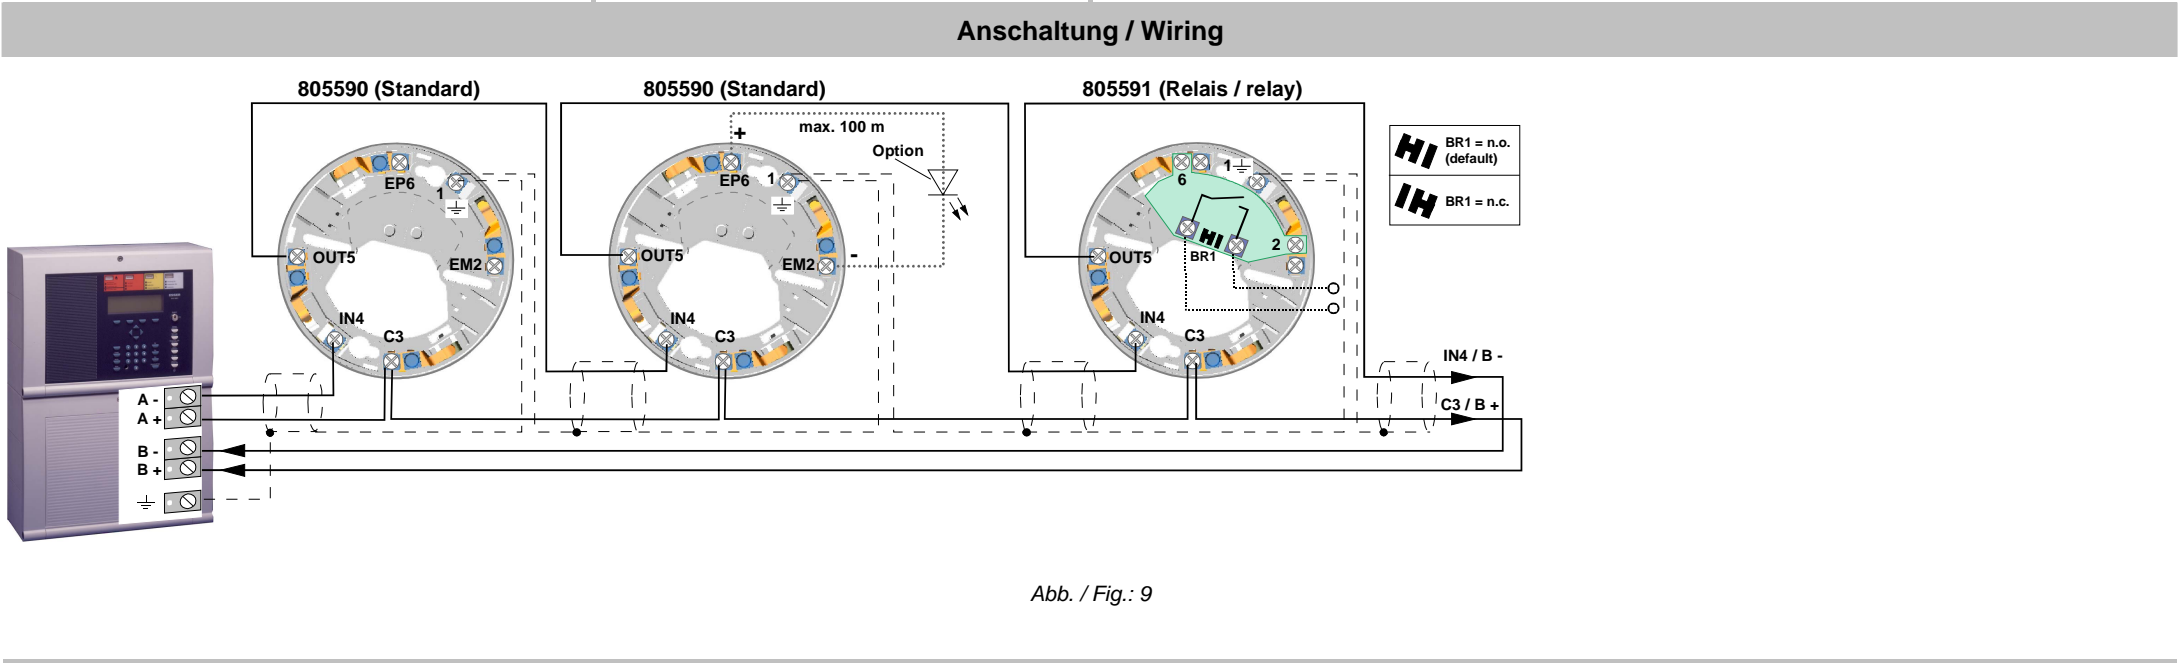 Anschaltung / Wiring
805590 (Standard)
805590 (Standard)
805591 (Relais / relay)
EP6
1
OUT5
EM2
IN4
C3
+
max. 100 m
Option
EP6
1
OUT5
EM2
-
IN4
C3
1
6
2
OUT5
BR1
IN4
C3
BR1 = n.o.
(default)
BR1 = n.c.
IN4 / B -
C3 / B +
A -
A +
B -
B +
Abb. / Fig.: 9